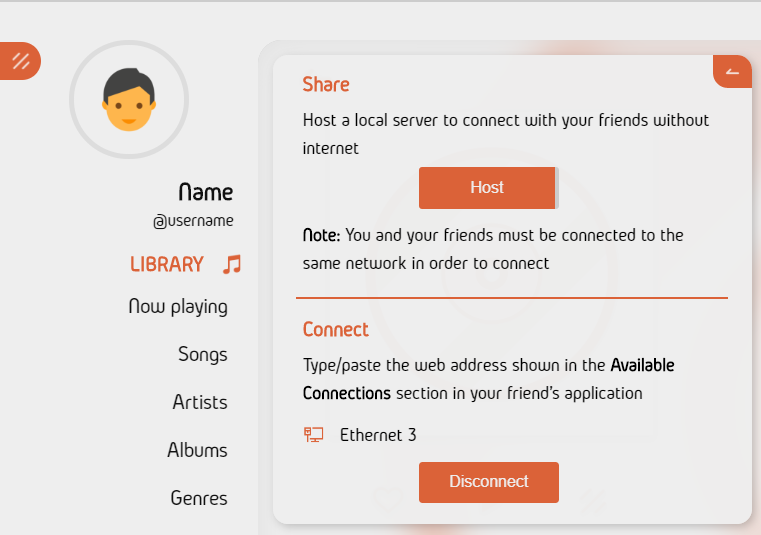 Name
@username
LIBRARY
Now playing
Songs
Artists
Albums
Genres
Share
Host a local server to connect with your friends without
internet
Host
Note: You and your friends must be connected to the
same network in order to connect
Connect
Type/paste the web address shown in the Available
Connections section in your friend's application
Ethernet 3
Disconnect